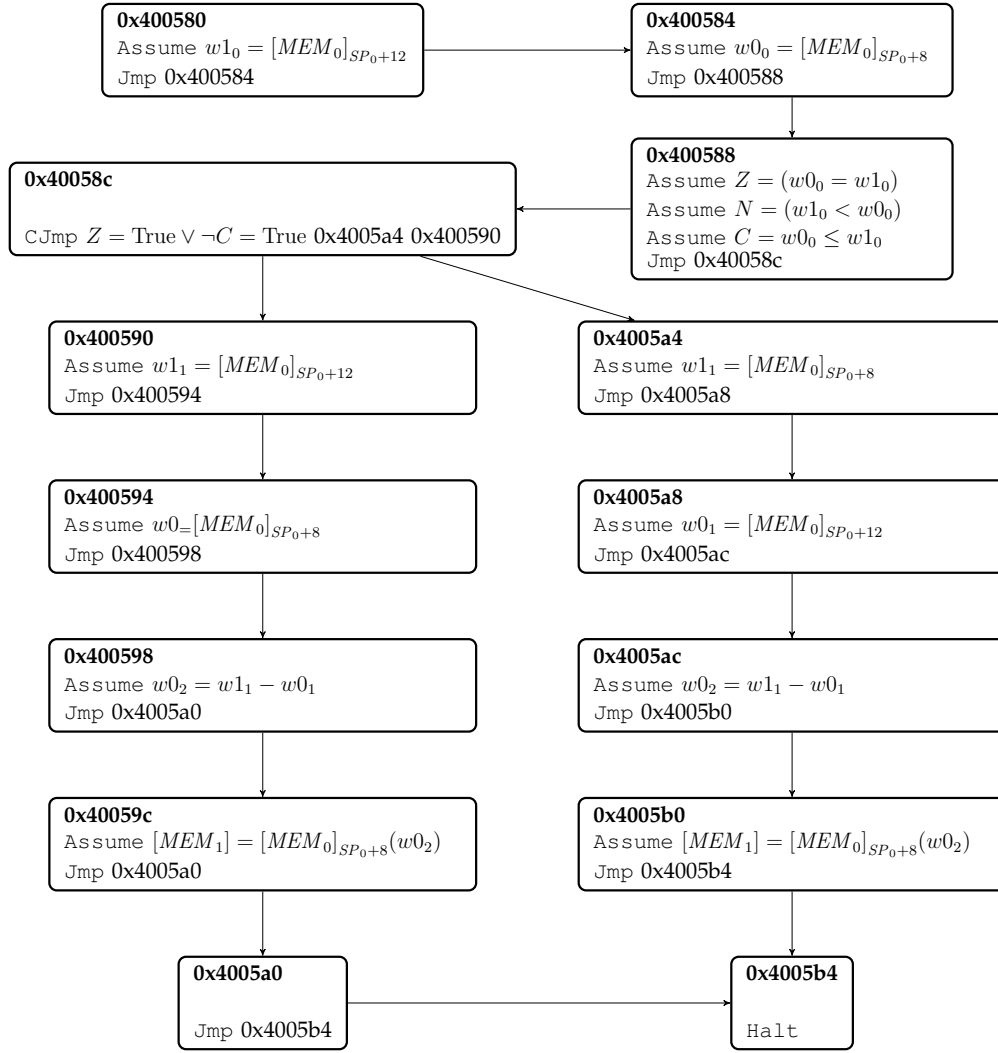 0x400580
Assume w1₀ = [MEM₀]_{SP₀+12}
Jmp 0x400584
0x400584
Assume w0₀ = [MEM₀]_{SP₀+8}
Jmp 0x400588
0x400588
Assume Z = (w0₀ = w1₀)
Assume N = (w1₀ < w0₀)
Assume C = w0₀ ≤ w1₀
Jmp 0x40058c
0x40058c
CJmp Z = True ∨ ¬C = True 0x4005a4 0x400590
0x400590
Assume w1₁ = [MEM₀]_{SP₀+12}
Jmp 0x400594
0x4005a4
Assume w1₁ = [MEM₀]_{SP₀+8}
Jmp 0x4005a8
0x400594
Assume w0₌[MEM₀]_{SP₀+8}
Jmp 0x400598
0x4005a8
Assume w0₁ = [MEM₀]_{SP₀+12}
Jmp 0x4005ac
0x400598
Assume w0₂ = w1₁ − w0₁
Jmp 0x4005a0
0x4005ac
Assume w0₂ = w1₁ − w0₁
Jmp 0x4005b0
0x40059c
Assume [MEM₁] = [MEM₀]_{SP₀+8}(w0₂)
Jmp 0x4005a0
0x4005b0
Assume [MEM₁] = [MEM₀]_{SP₀+8}(w0₂)
Jmp 0x4005b4
0x4005a0
Jmp 0x4005b4
0x4005b4
Halt